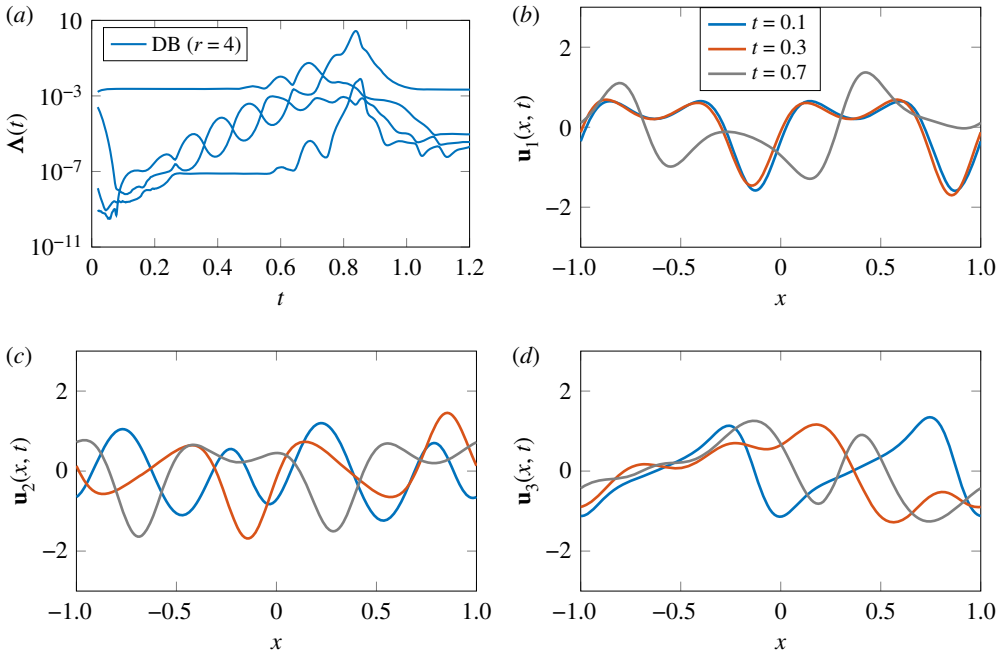 (a)
10
10−3
10−7
10−11
Λ(t)
DB (r = 4)
0 0.2 0.4 0.6 0.8 1.0 1.2
t
(b)
2
0
−2
u1(x, t)
t = 0.1
t = 0.3
t = 0.7
−1.0 −0.5 0 0.5 1.0
x
(c)
2
0
−2
u2(x, t)
−1.0 −0.5 0 0.5 1.0
x
(d)
2
0
−2
u3(x, t)
−1.0 −0.5 0 0.5 1.0
x